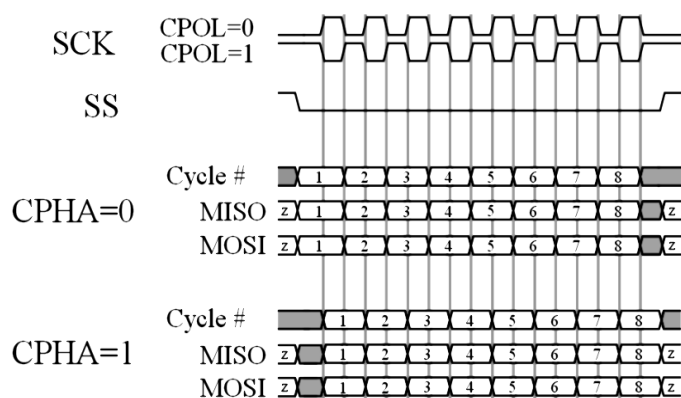 SCK CPOL=0
CPOL=1
SS
Cycle # 1 2 3 4 5 6 7 8
CPHA=0 MISO z 1 2 3 4 5 6 7 8 z
MOSI z 1 2 3 4 5 6 7 8 z
Cycle # 1 2 3 4 5 6 7 8
CPHA=1 MISO z 1 2 3 4 5 6 7 8 z
MOSI z 1 2 3 4 5 6 7 8 z